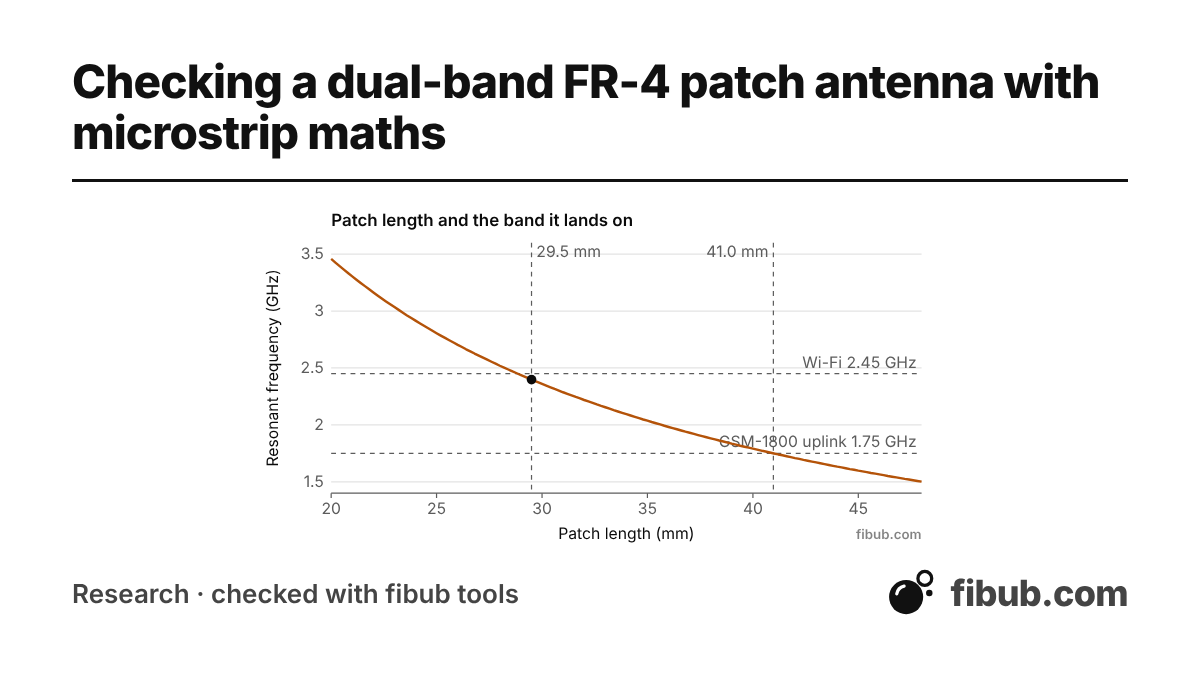 Checking a dual-band FR-4 patch antenna with
microstrip maths
Patch length and the band it lands on
29.5 mm
41.0 mm
Resonant frequency (GHz)
3.5
3
2.5
2
1.5
Wi-Fi 2.45 GHz
GSM-1800 uplink 1.75 GHz
20
25
30
35
40
45
Patch length (mm)
fibub.com
Research · checked with fibub tools
fibub.com